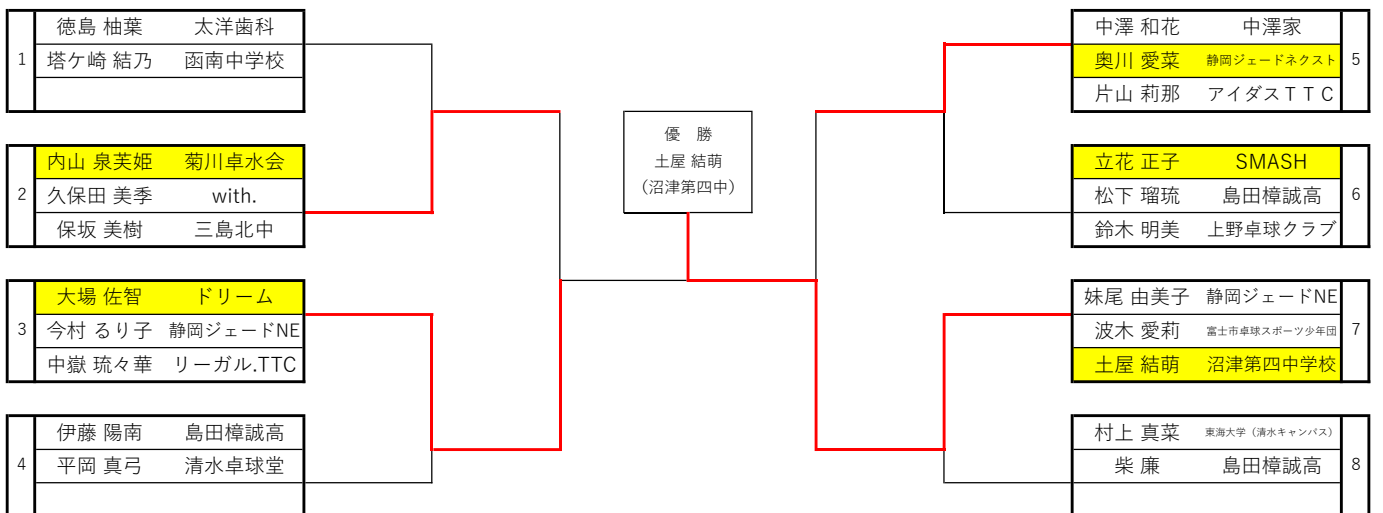 1
徳島 柚葉 太洋歯科
塔ケ崎 結乃 函南中学校
2
内山 泉芙姫 菊川卓水会
久保田 美季 with.
保坂 美樹 三島北中
3
大場 佐智 ドリーム
今村 るり子 静岡ジェードNE
中嶽 琉々華 リーガル.TTC
4
伊藤 陽南 島田樟誠高
平岡 真弓 清水卓球堂
優 勝
土屋 結萌
(沼津第四中)
中澤 和花 中澤家
奥川 愛菜 静岡ジェードネクスト
片山 莉那 アイダスTTC
5
立花 正子 SMASH
松下 瑠琉 島田樟誠高
鈴木 明美 上野卓球クラブ
6
妹尾 由美子 静岡ジェードNE
波木 愛莉 富士市卓球スポーツ少年団
土屋 結萌 沼津第四中学校
7
村上 真菜 東海大学(清水キャンパス)
柴 廉 島田樟誠高
8